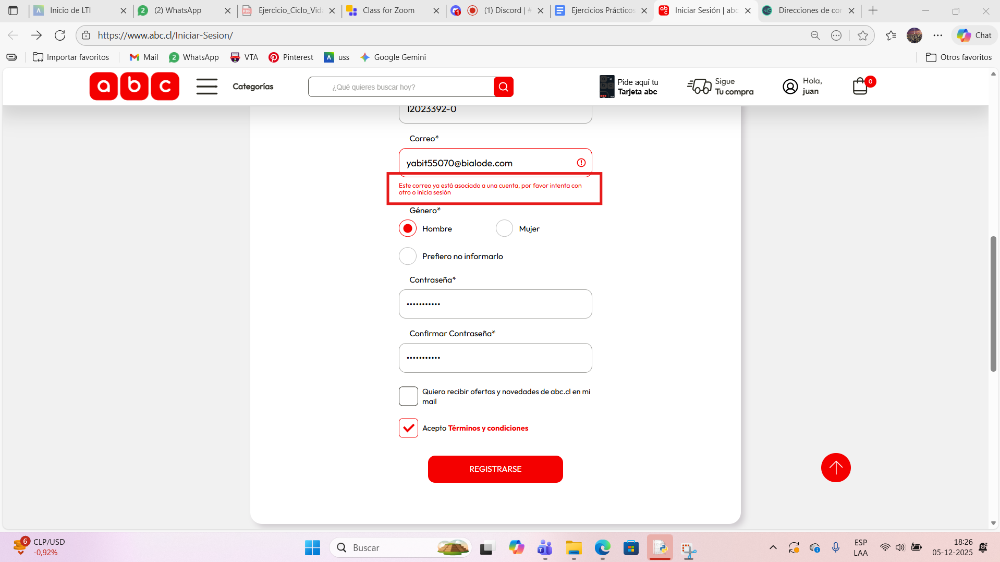 Inicio de LTI
(2) WhatsApp
Ejercicio_Ciclo_Vid
Class for Zoom
(1) Discord | #
Ejercicios Prácticos
Iniciar Sesión | abc
Direcciones de cor
https://www.abc.cl/Iniciar-Sesion/
Chat
Importar favoritos
Mail
2 WhatsApp
VTA
Pinterest
uss
Google Gemini
Otros favoritos
abc
Categorías
¿Qué quieres buscar hoy?
Pide aquí tu
Tarjeta abc
Sigue
Tu compra
Hola,
juan
0
12023392-0
Correo*
yabit55070@bialode.com
Este correo ya está asociado a una cuenta, por favor intenta con
otro o inicia sesión
Género*
Hombre
Mujer
Prefiero no informarlo
Contraseña*
•••••••••••
Confirmar Contraseña*
•••••••••••
Quiero recibir ofertas y novedades de abc.cl en mi
mail
Acepto Términos y condiciones
REGISTRARSE
6
CLP/USD
-0,92%
Buscar
ESP
LAA
18:26
05-12-2025